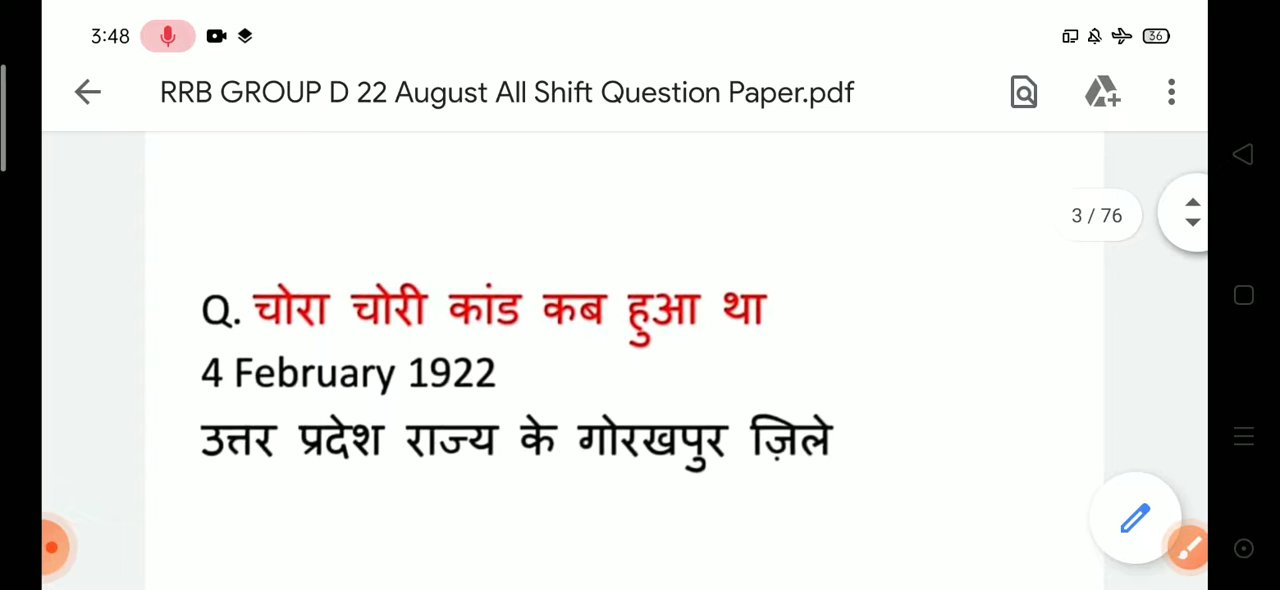 3:48
36
RRB GROUP D 22 August All Shift Question Paper.pdf
3 / 76
Q. चोरा चोरी कांड कब हुआ था
4 February 1922
उत्तर प्रदेश राज्य के गोरखपुर ज़िले